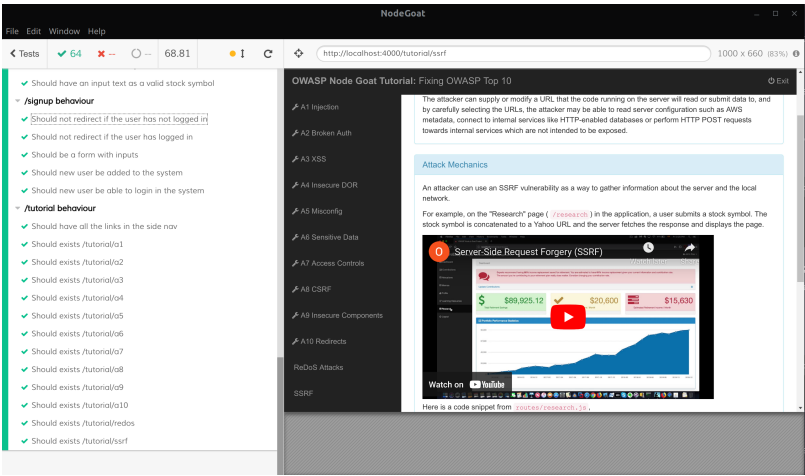 NodeGoat
File Edit Window Help
Tests 64 -- -- 68.81 http://localhost:4000/tutorial/ssrf 1000 x 660 (83%)
Should have an input text as a valid stock symbol
/signup behaviour
Should not redirect if the user has not logged in
Should not redirect if the user has logged in
Should be a form with inputs
Should new user be added to the system
Should new user be able to login in the system
/tutorial behaviour
Should have all the links in the side nav
Should exists /tutorial/a1
Should exists /tutorial/a2
Should exists /tutorial/a3
Should exists /tutorial/a4
Should exists /tutorial/a5
Should exists /tutorial/a6
Should exists /tutorial/a7
Should exists /tutorial/a8
Should exists /tutorial/a9
Should exists /tutorial/a10
Should exists /tutorial/redos
Should exists /tutorial/ssrf
OWASP Node Goat Tutorial: Fixing OWASP Top 10 Exit
A1 Injection
A2 Broken Auth
A3 XSS
A4 Insecure DOR
A5 Misconfig
A6 Sensitive Data
A7 Access Controls
A8 CSRF
A9 Insecure Components
A10 Redirects
ReDoS Attacks
SSRF
The attacker can supply or modify a URL that the code running on the server will read or submit data to, and
by carefully selecting the URLs, the attacker may be able to read server configuration such as AWS
metadata, connect to internal services like HTTP-enabled databases or perform HTTP POST requests
towards internal services which are not intended to be exposed.
Attack Mechanics
An attacker can use an SSRF vulnerability as a way to gather information about the server and the local
network.
For example, on the "Research" page ( /research ) in the application, a user submits a stock symbol. The
stock symbol is concatenated to a Yahoo URL and the server fetches the response and displays the page.
O Server-Side Request Forgery (SSRF)
$89,925.12 $20,600 $15,630
Watch on YouTube
Here is a code snippet from routes/research.js ,